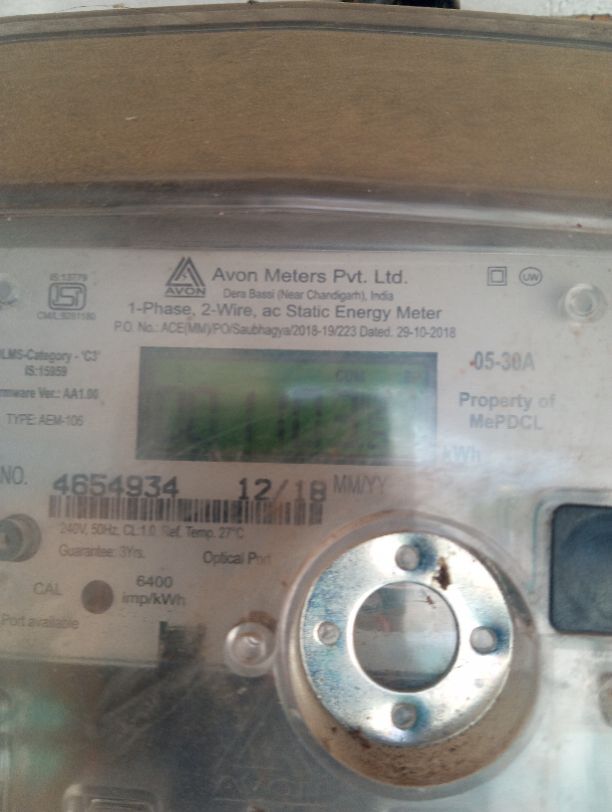 IS:13779
ISI
CM/L 9261160
AVON
Avon Meters Pvt. Ltd.
Dera Bassi (Near Chandigarh), India
1-Phase, 2-Wire, ac Static Energy Meter
P.O. No.: ACE(MM)/PO/Saubhagya/2018-19/223 Dated. 29-10-2018
UW
DLMS-Category - 'C3'
IS:15959
Firmware Ver.: AA1.00
TYPE: AEM-106
05-30A
Property of
MePDCL
kWh
NO. 4654934 12/18 MM/YY
240V, 50Hz, CL:1.0, Ref. Temp. 27°C
Guarantee: 3Yrs. Optical Port
CAL 6400
imp/kWh
Port available